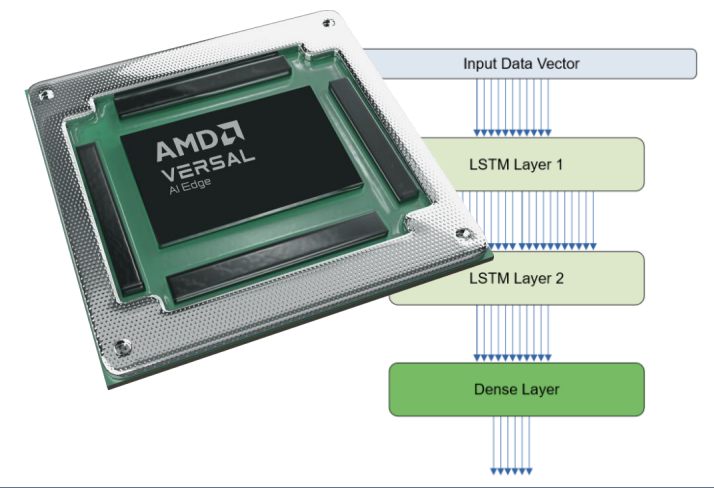 AMD
VERSAL
AI Edge
Input Data Vector
LSTM Layer 1
LSTM Layer 2
Dense Layer